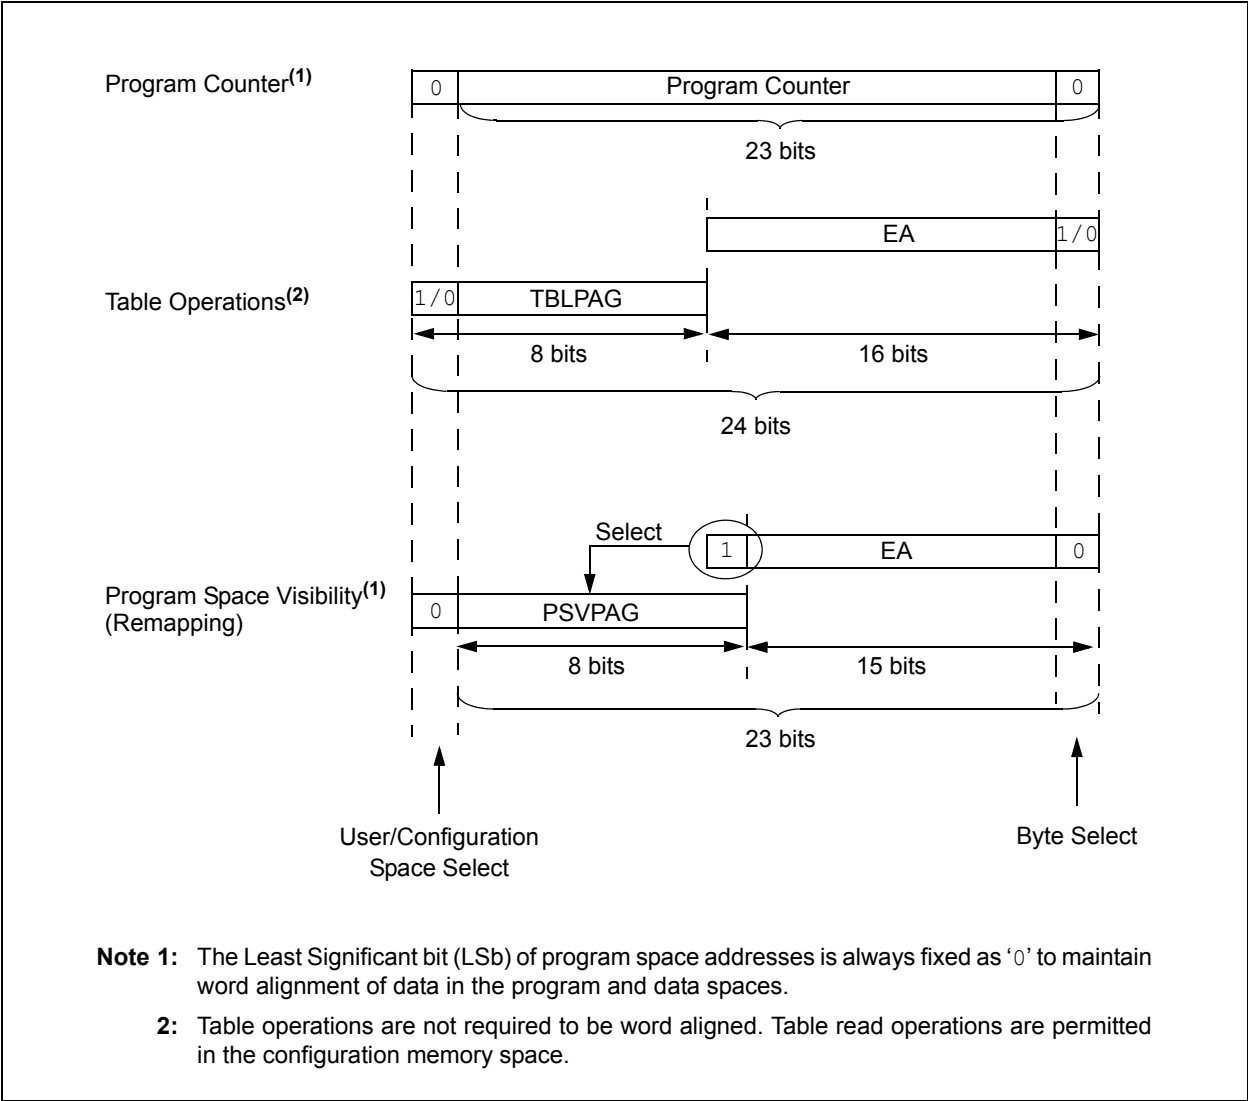 Program Counter(1)
0
Program Counter
0
23 bits
EA
1/0
Table Operations(2)
1/0
TBLPAG
8 bits
16 bits
24 bits
Select
1
EA
0
Program Space Visibility(1)
(Remapping)
0
PSVPAG
8 bits
15 bits
23 bits
User/Configuration
Space Select
Byte Select
Note 1: The Least Significant bit (LSb) of program space addresses is always fixed as ‘0’ to maintain
word alignment of data in the program and data spaces.
2: Table operations are not required to be word aligned. Table read operations are permitted
in the configuration memory space.